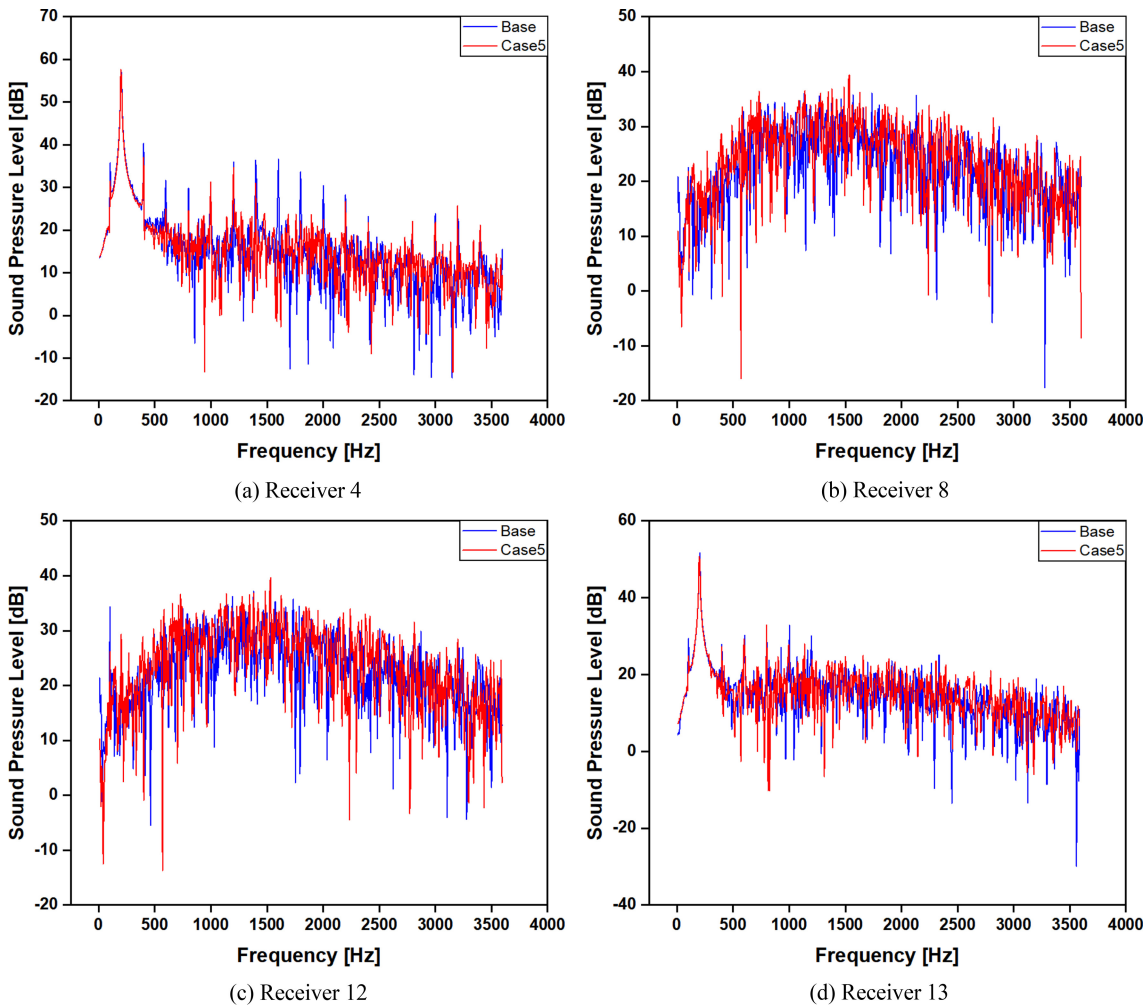 70
60
50
40
30
20
10
0
-10
-20
0 500 1000 1500 2000 2500 3000 3500 4000
Sound Pressure Level [dB]
Frequency [Hz]
Base
Case5
(a) Receiver 4
50
40
30
20
10
0
-10
-20
0 500 1000 1500 2000 2500 3000 3500 4000
Sound Pressure Level [dB]
Frequency [Hz]
Base
Case5
(b) Receiver 8
50
40
30
20
10
0
-10
-20
0 500 1000 1500 2000 2500 3000 3500 4000
Sound Pressure Level [dB]
Frequency [Hz]
Base
Case5
(c) Receiver 12
60
40
20
0
-20
-40
0 500 1000 1500 2000 2500 3000 3500 4000
Sound Pressure Level [dB]
Frequency [Hz]
Base
Case5
(d) Receiver 13